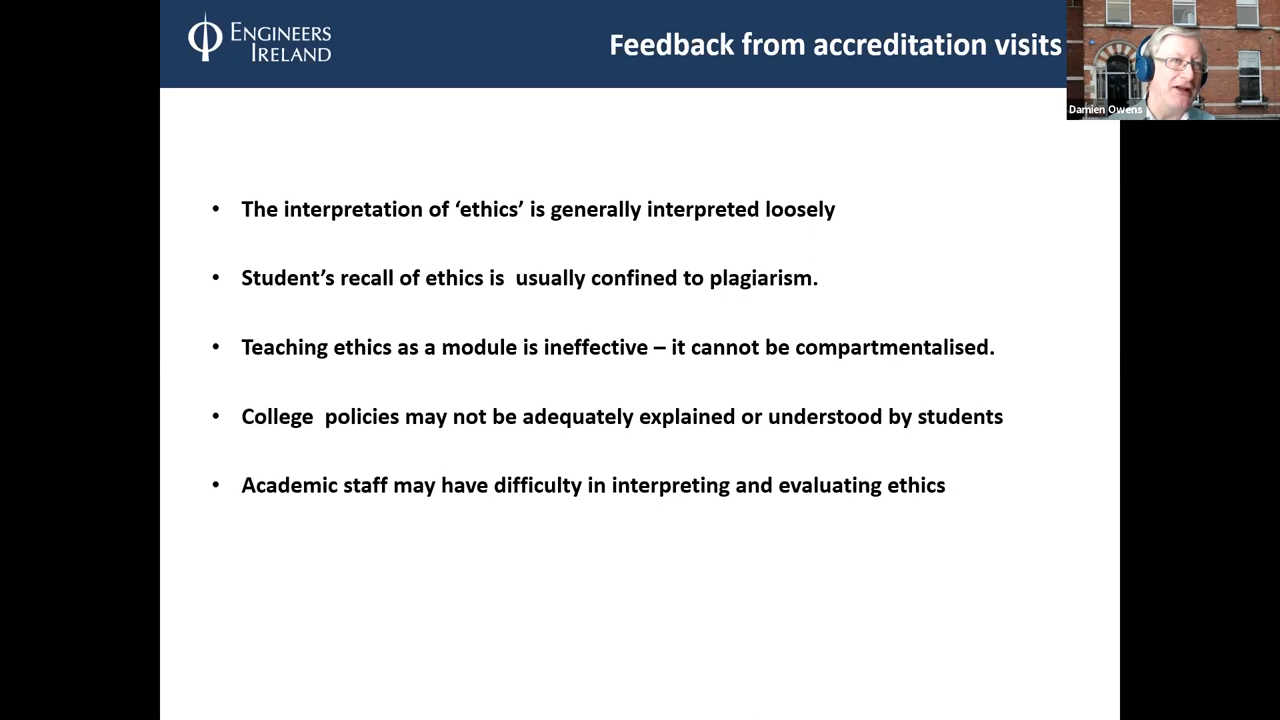 ENGINEERS
IRELAND
Feedback from accreditation visits
Damien Owens
• The interpretation of ‘ethics’ is generally interpreted loosely
• Student’s recall of ethics is  usually confined to plagiarism.
• Teaching ethics as a module is ineffective – it cannot be compartmentalised.
• College  policies may not be adequately explained or understood by students
• Academic staff may have difficulty in interpreting and evaluating ethics